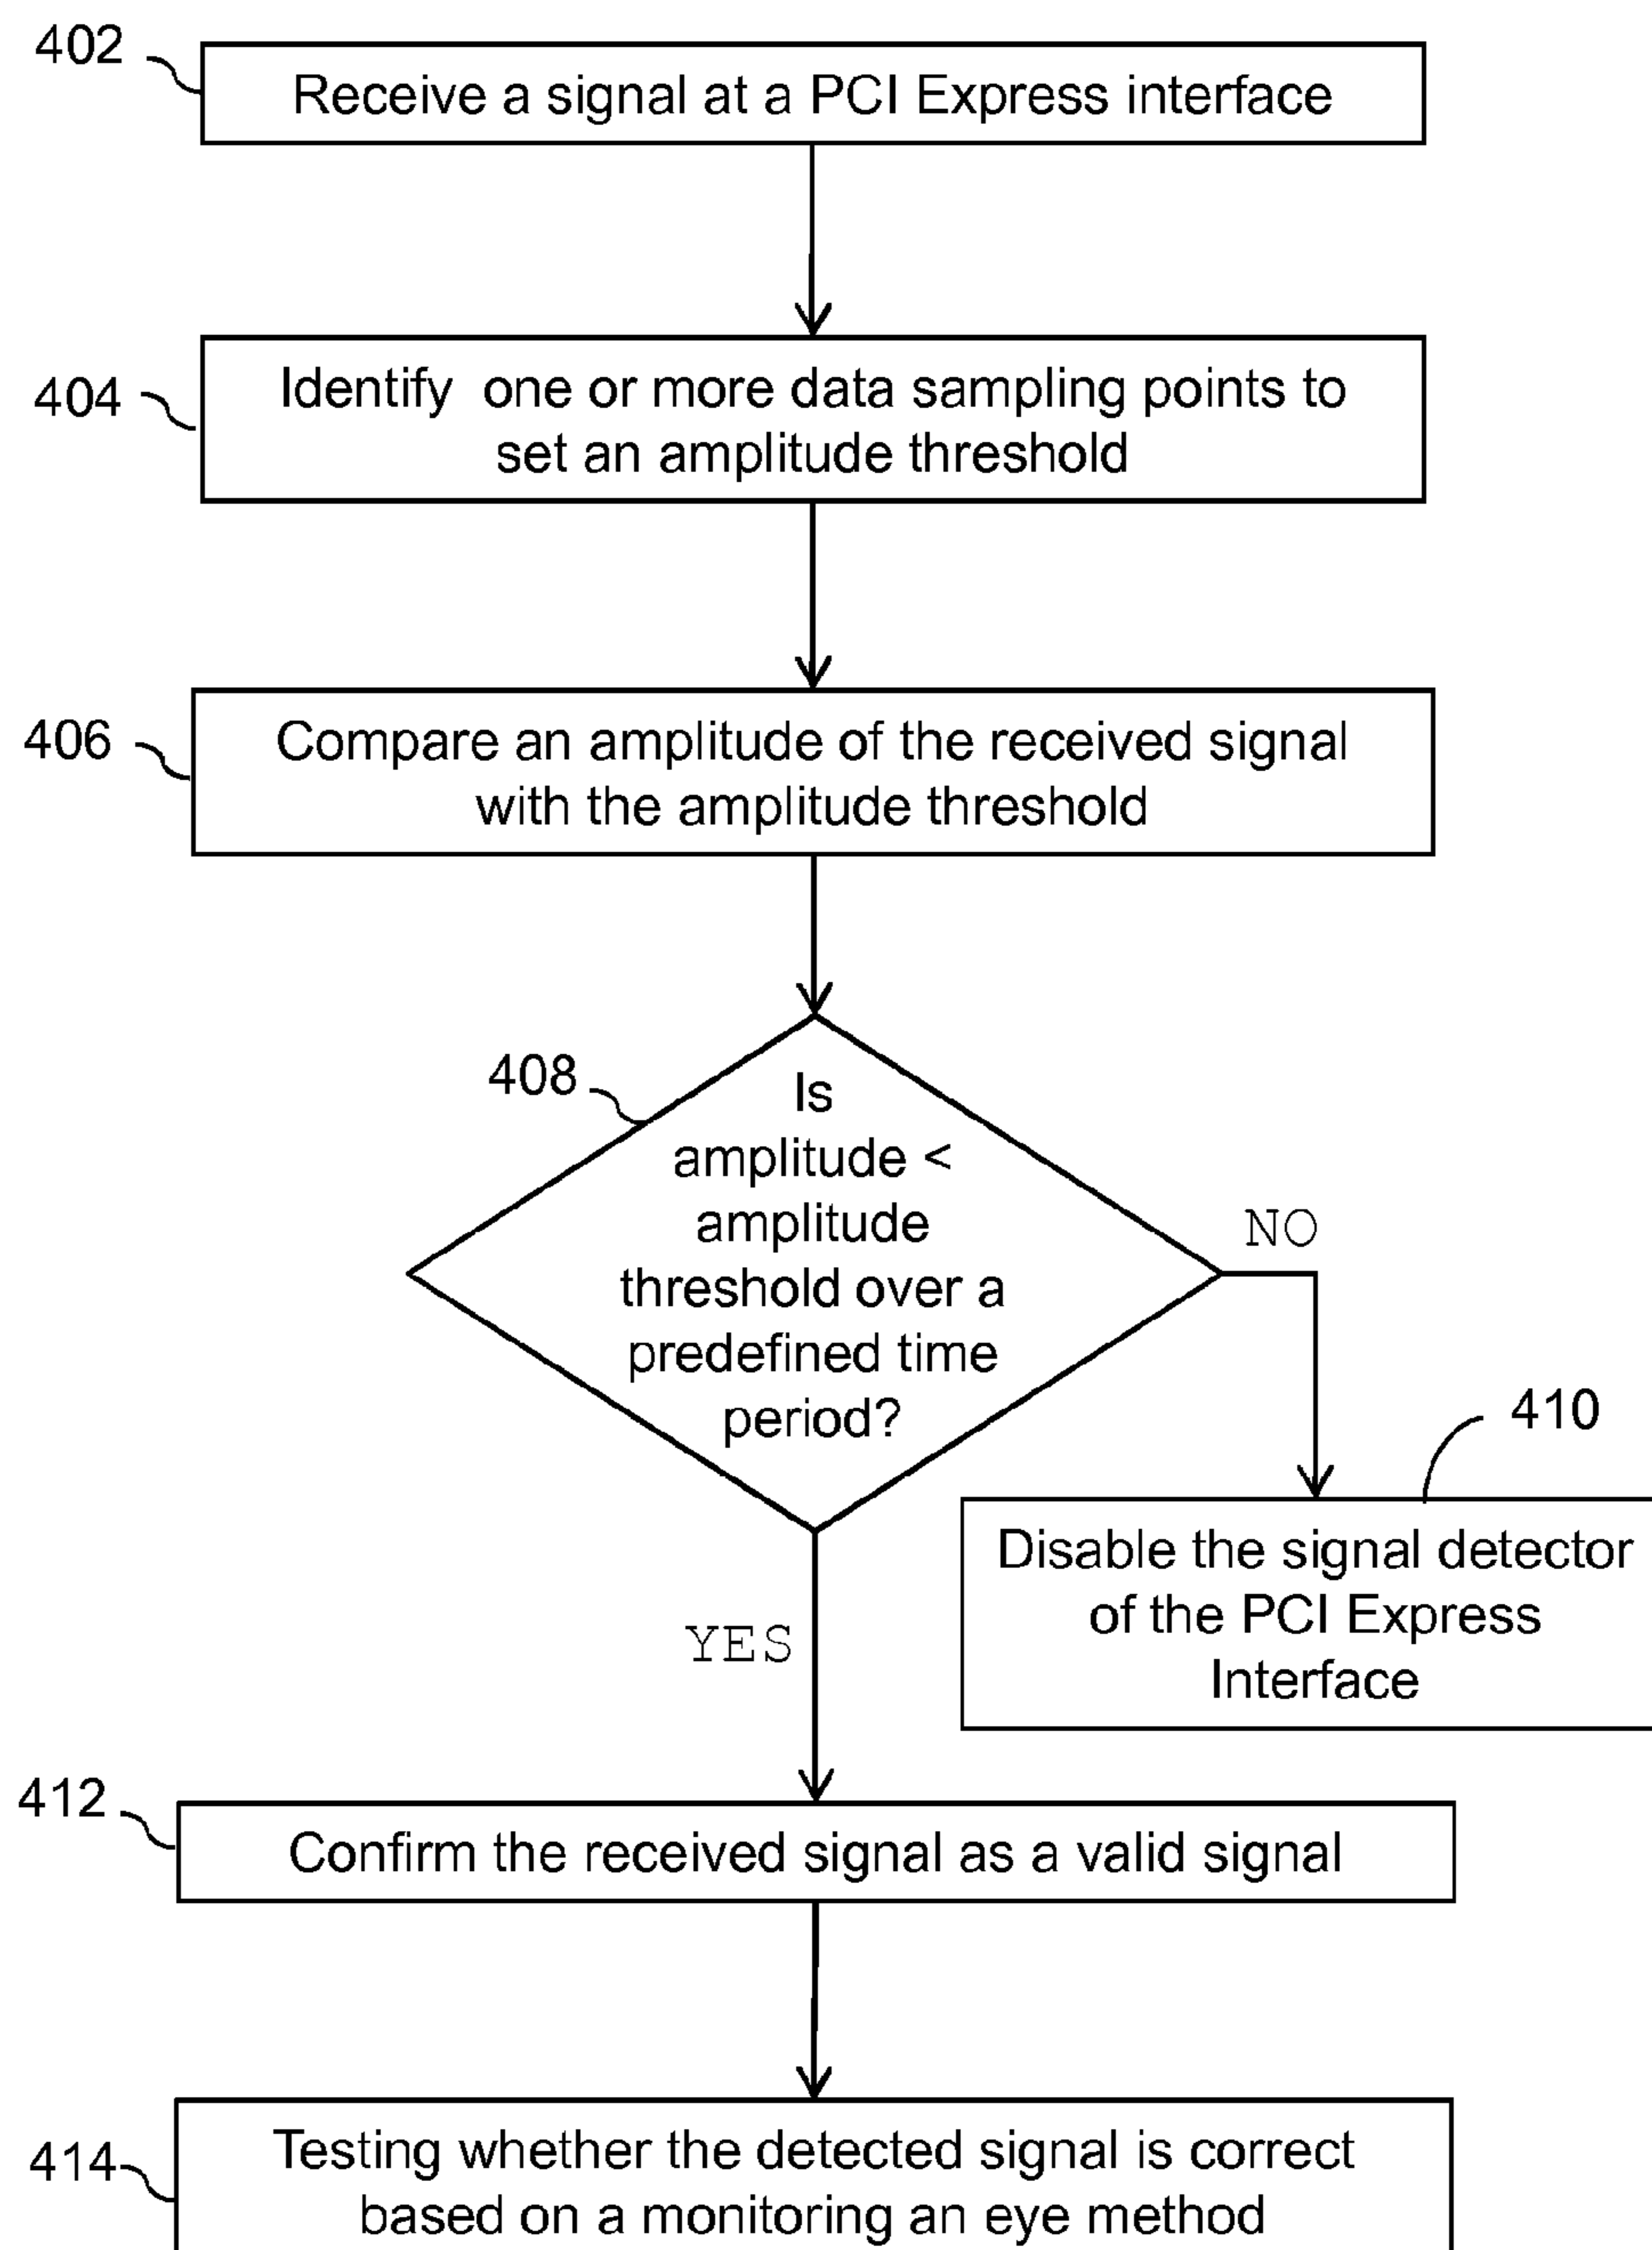 402
Receive a signal at a PCI Express interface
404
Identify one or more data sampling points to
set an amplitude threshold
406
Compare an amplitude of the received signal
with the amplitude threshold
408
Is
amplitude <
amplitude
threshold over a
predefined time
period?
NO
410
Disable the signal detector
of the PCI Express
Interface
YES
412
Confirm the received signal as a valid signal
414
Testing whether the detected signal is correct
based on a monitoring an eye method